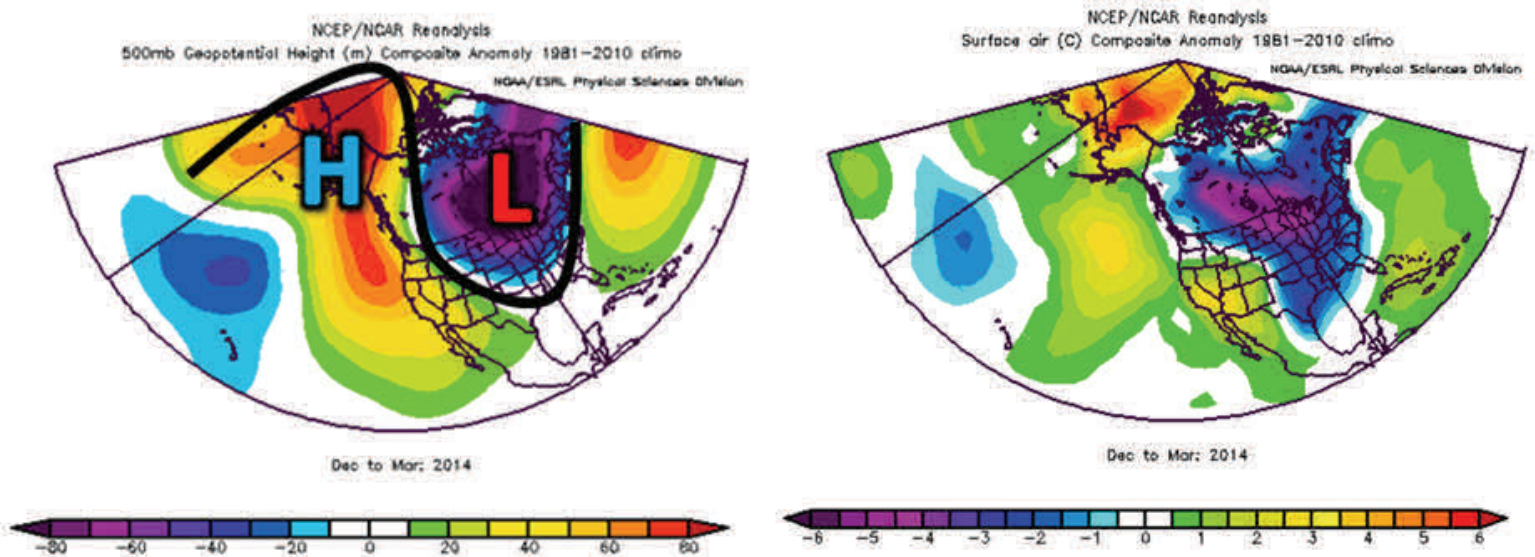 NCEP/NCAR Reanalysis
500mb Geopotential Height (m) Composite Anomaly 1981-2010 climo
NOAA/ESRL Physical Sciences Division
H
L
Dec to Mar: 2014
-80 -60 -40 -20 0 20 40 60 80
NCEP/NCAR Reanalysis
Surface air (C) Composite Anomaly 1981-2010 climo
NOAA/ESRL Physical Sciences Division
Dec to Mar: 2014
-6 -5 -4 -3 -2 -1 0 1 2 3 4 5 6